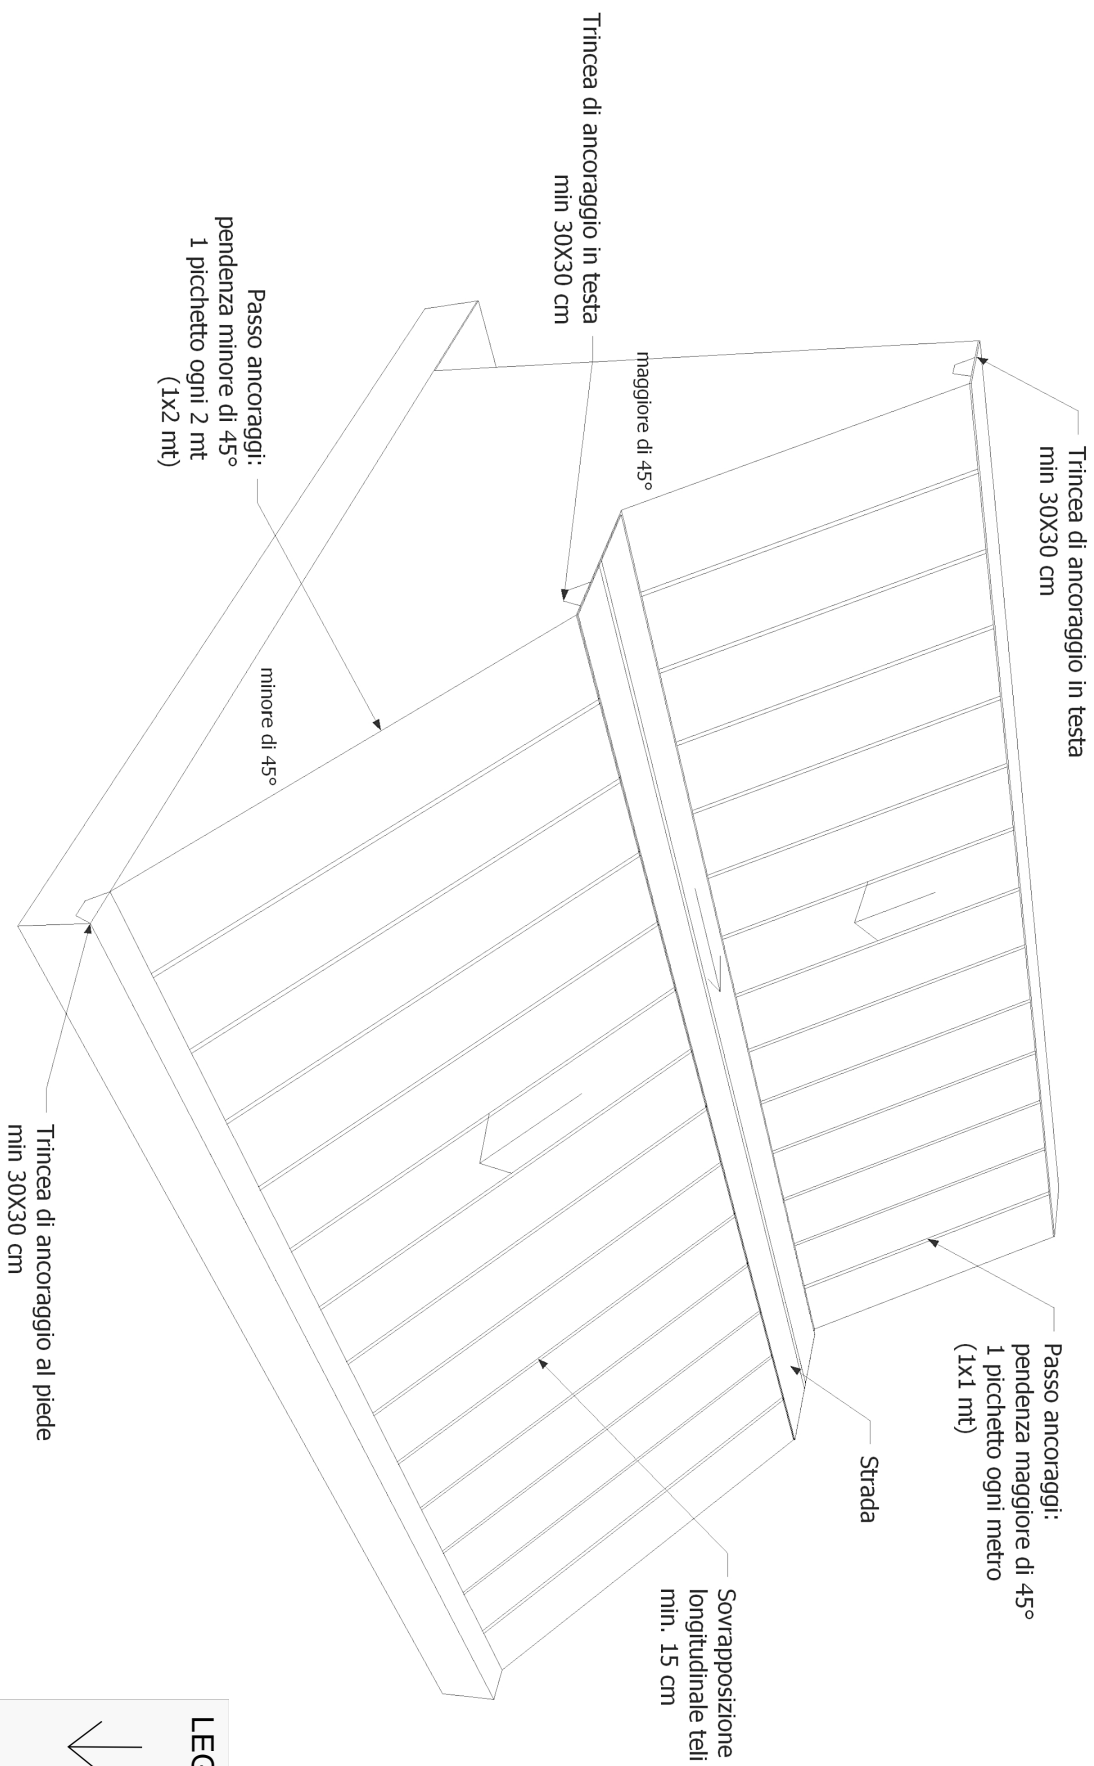 Trincea di ancoraggio in testa
min 30X30 cm
Trincea di ancoraggio in testa
min 30X30 cm
maggiore di 45°
Passo ancoraggi:
pendenza maggiore di 45°
1 picchetto ogni metro
(1x1 mt)
Strada
Passo ancoraggi:
pendenza minore di 45°
1 picchetto ogni 2 mt
(1x2 mt)
minore di 45°
Sovrapposizione
longitudinale teli
min. 15 cm
Trincea di ancoraggio al piede
min 30X30 cm